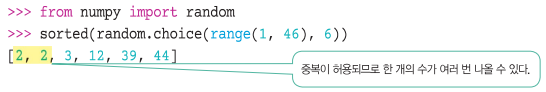 >>> from numpy import random
>>> sorted(random.choice(range(1, 46), 6))
[2, 2, 3, 12, 39, 44]
중복이 허용되므로 한 개의 수가 여러 번 나올 수 있다.